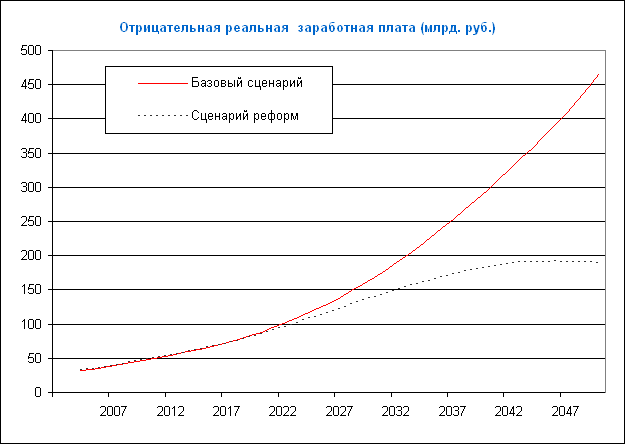 Отрицательная реальная заработная плата (млрд. руб.)
500
450
400
350
300
250
200
150
100
50
0
Базовый сценарий
Сценарий реформ
2007 2012 2017 2022 2027 2032 2037 2042 2047